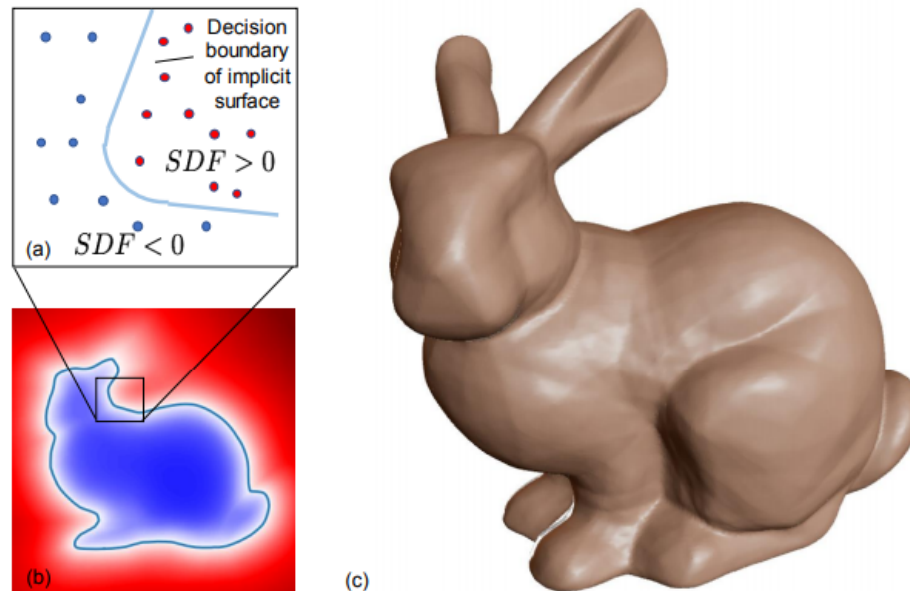 Decision
boundary
of implicit
surface
SDF > 0
(a)
SDF < 0
(b)
(c)